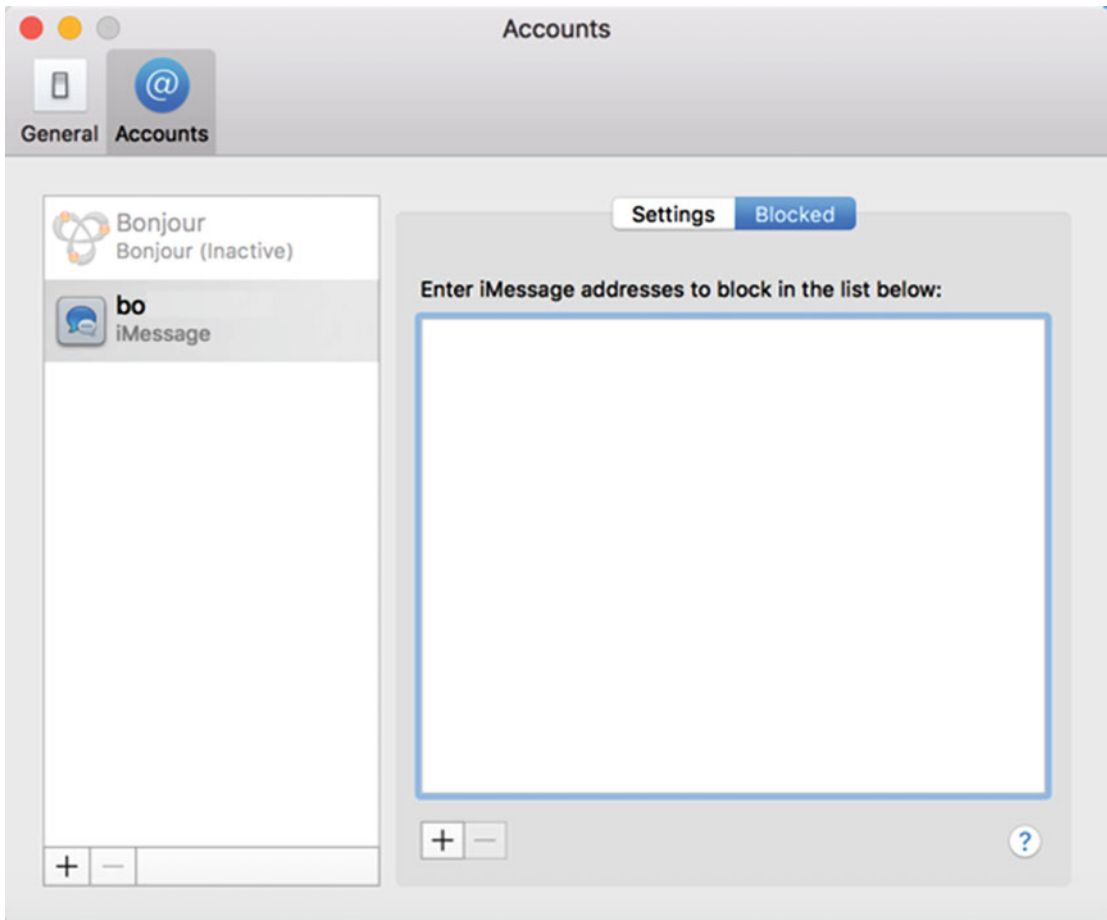 Accounts
General
Accounts
Bonjour
Bonjour (Inactive)
bo
iMessage
Settings
Blocked
Enter iMessage addresses to block in the list below: